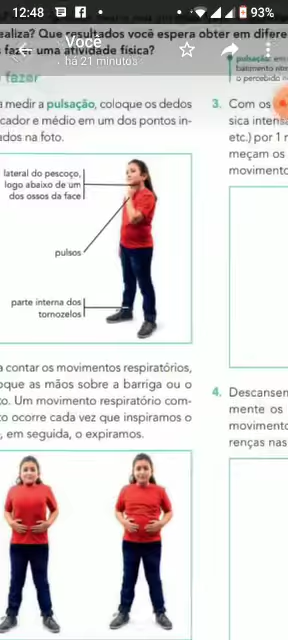 12:48
93%
Você
há 21 minutos
ealiza? Que resultados você espera obter em difere
fazer uma atividade física?
fazer
a medir a pulsação, coloque os dedos
cador e médio em um dos pontos in-
ados na foto.
lateral do pescoço,
logo abaixo de um
dos ossos da face
pulsos
parte interna dos
tornozelos
a contar os movimentos respiratórios,
oque as mãos sobre a barriga ou o
to. Um movimento respiratório com-
to ocorre cada vez que inspiramos o
, em seguida, o expiramos.
pulsação: em
batimento
o percebido n
3. Com os
sica intens
etc.) por 1
meçam os
movimento
4. Descansen
mente os
movimento
renças nas